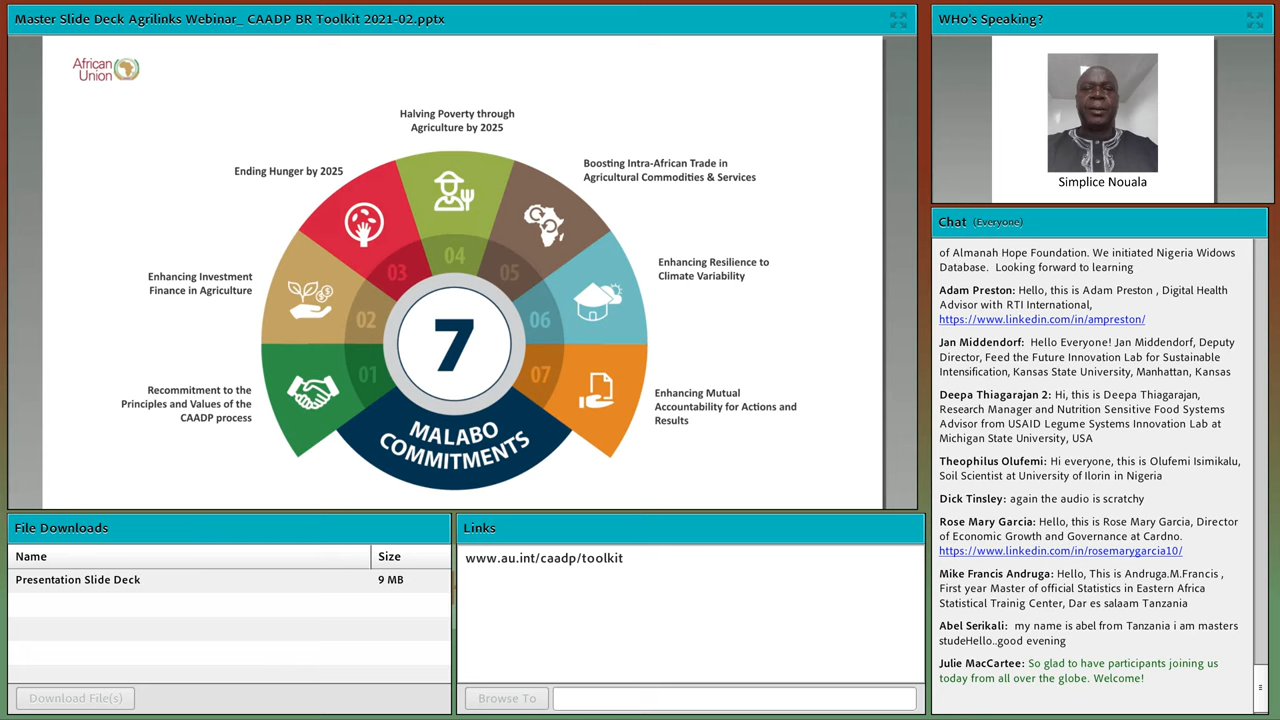 Master Slide Deck Agrilinks Webinar_ CAADP BR Toolkit 2021-02.pptx
African
Union
Halving Poverty through
Agriculture by 2025
Ending Hunger by 2025
Boosting Intra-African Trade in
Agricultural Commodities & Services
Enhancing Investment
Finance in Agriculture
Enhancing Resilience to
Climate Variability
Recommitment to the
Principles and Values of the
CAADP process
Enhancing Mutual
Accountability for Actions and
Results
01
02
03
04
05
06
07
7
MALABO
COMMITMENTS
WHo's Speaking?
Simplice Nouala
Chat (Everyone)
of Almanah Hope Foundation. We initiated Nigeria Widows
Database. Looking forward to learning
Adam Preston: Hello, this is Adam Preston , Digital Health
Advisor with RTI International,
https://www.linkedin.com/in/ampreston/
Jan Middendorf: Hello Everyone! Jan Middendorf, Deputy
Director, Feed the Future Innovation Lab for Sustainable
Intensification, Kansas State University, Manhattan, Kansas
Deepa Thiagarajan 2: Hi, this is Deepa Thiagarajan,
Research Manager and Nutrition Sensitive Food Systems
Advisor from USAID Legume Systems Innovation Lab at
Michigan State University, USA
Theophilus Olufemi: Hi everyone, this is Olufemi Isimikalu,
Soil Scientist at University of Ilorin in Nigeria
Dick Tinsley: again the audio is scratchy
Rose Mary Garcia: Hello, this is Rose Mary Garcia, Director
of Economic Growth and Governance at Cardno.
https://www.linkedin.com/in/rosemarygarcia10/
Mike Francis Andruga: Hello, This is Andruga.M.Francis ,
First year Master of official Statistics in Eastern Africa
Statistical Trainig Center, Dar es salaam Tanzania
Abel Serikali: my name is abel from Tanzania i am masters
studeHello..good evening
Julie MacCartee: So glad to have participants joining us
today from all over the globe. Welcome!
File Downloads
Name Size
Presentation Slide Deck 9 MB
Download File(s)
Links
www.au.int/caadp/toolkit
Browse To